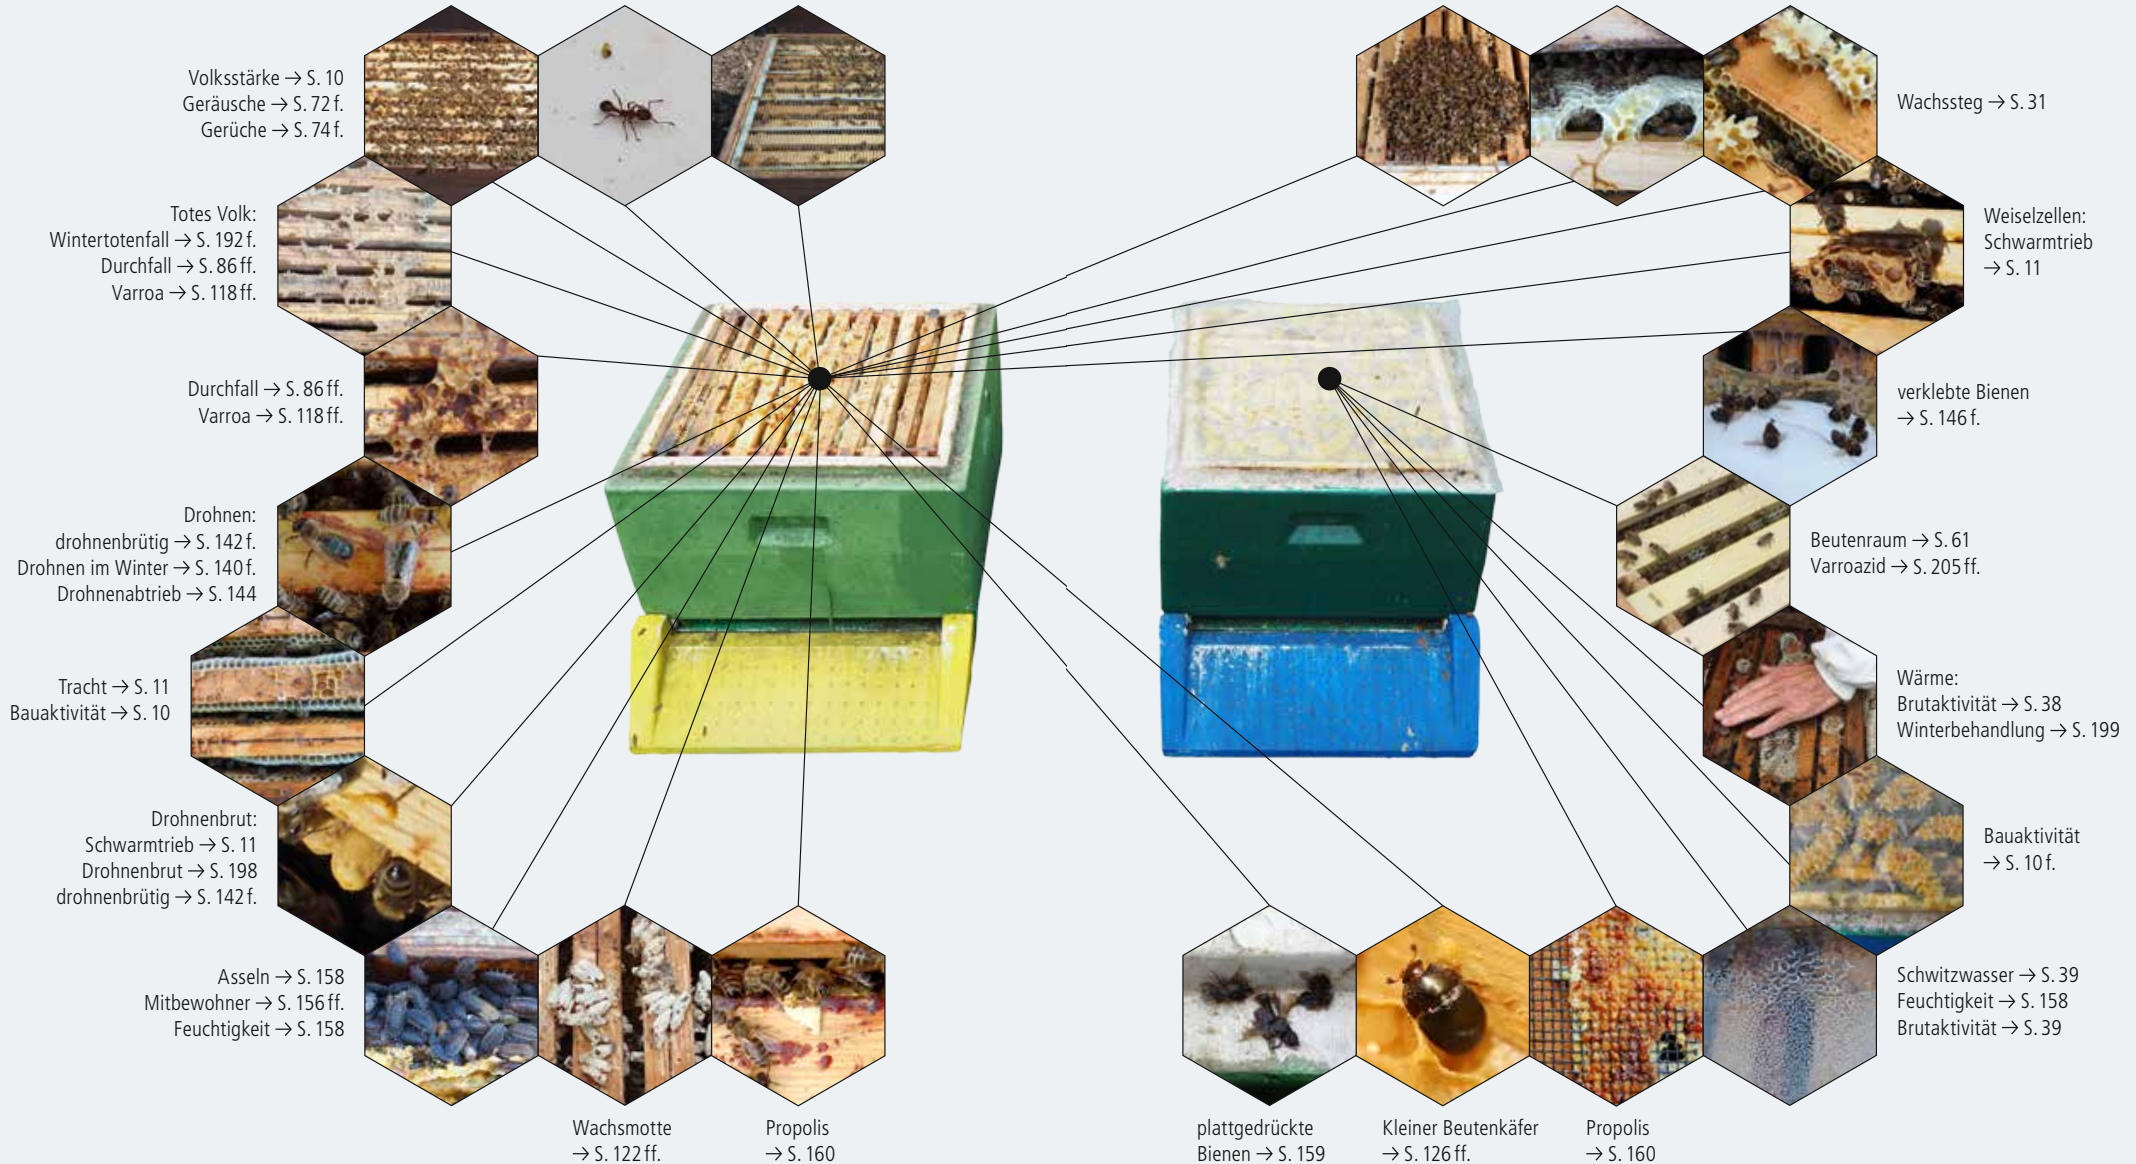 Volksstärke → S. 10
Geräusche → S. 72 f.
Gerüche → S. 74 f.
Totes Volk:
Wintertotenfall → S. 192 f.
Durchfall → S. 86 ff.
Varroa → S. 118 ff.
Durchfall → S. 86 ff.
Varroa → S. 118 ff.
Drohnen:
drohnenbrütig → S. 142 f.
Drohnen im Winter → S. 140 f.
Drohnenabtrieb → S. 144
Tracht → S. 11
Bauaktivität → S. 10
Drohnenbrut:
Schwarmtrieb → S. 11
Drohnenbrut → S. 198
drohnenbrütig → S. 142 f.
Asseln → S. 158
Mitbewohner → S. 156 ff.
Feuchtigkeit → S. 158
Wachsmotte
→ S. 122 ff.
Propolis
→ S. 160
Wachssteg → S. 31
Weiselzellen:
Schwarmtrieb
→ S. 11
verklebte Bienen
→ S. 146 f.
Beutenraum → S. 61
Varroazid → S. 205 ff.
Wärme:
Brutaktivität → S. 38
Winterbehandlung → S. 199
Bauaktivität
→ S. 10 f.
Schwitzwasser → S. 39
Feuchtigkeit → S. 158
Brutaktivität → S. 39
plattgedrückte
Bienen → S. 159
Kleiner Beutenkäfer
→ S. 126 ff.
Propolis
→ S. 160